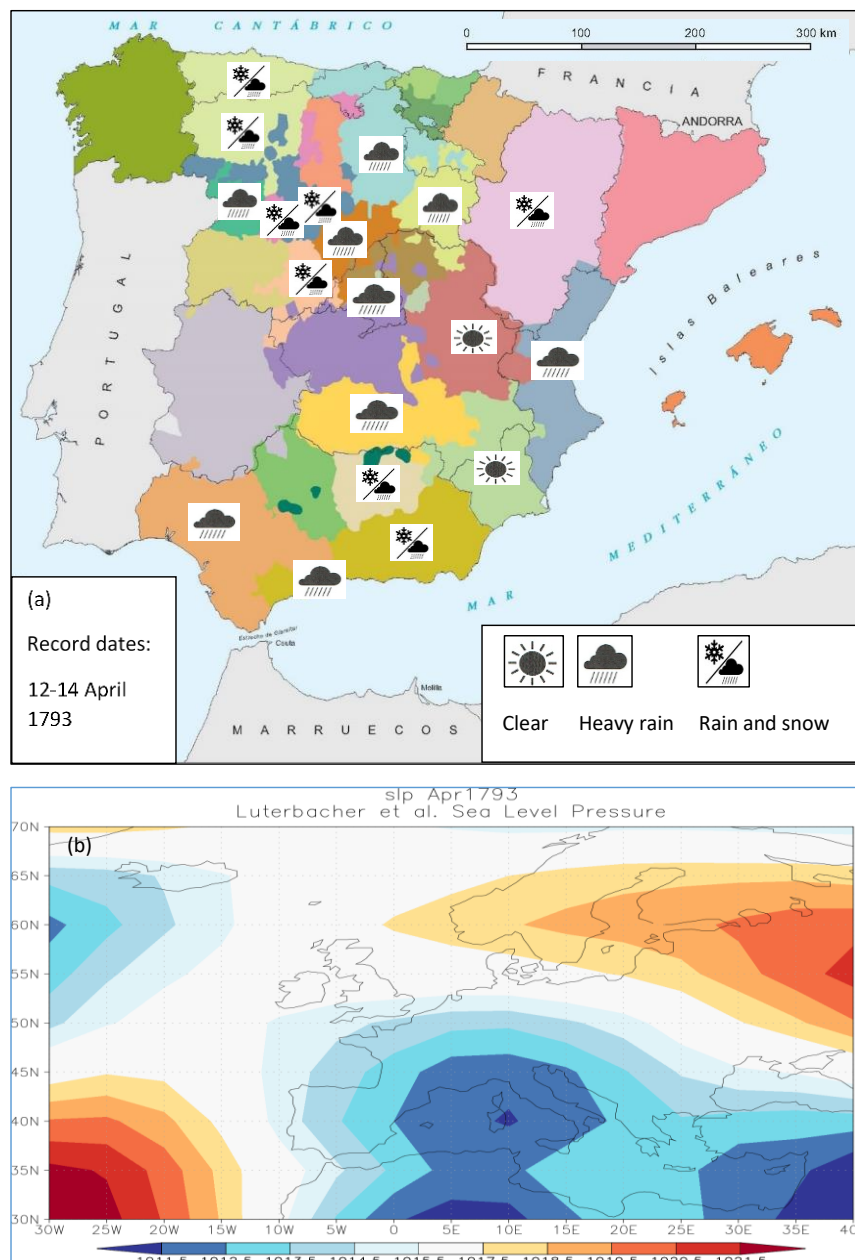 MAR CANTÁBRICO
0 100 200 300 km
FRANCIA
ANDORRA
PORTUGAL
Islas Baleares
MAR MEDITERRÁNEO
Estrecho de Gibraltar
Ceuta
Melilla
MARRUECOS
(a)
Record dates:
12-14 April
1793
Clear Heavy rain Rain and snow
slp Apr1793
Luterbacher et al. Sea Level Pressure
(b)
70N
60N
55N
50N
45N
40N
35N
30N
30W 25W 20W 15W 10W 5W 0 5E 10E 15E 20E 25E 30E 35E 40E